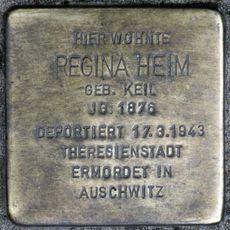 HIER WOHNTE
REGINA HEIM
GEB. KEIL
JG. 1876
DEPORTIERT 17.3.1943
THERESIENSTADT
ERMORDET IN
AUSCHWITZ